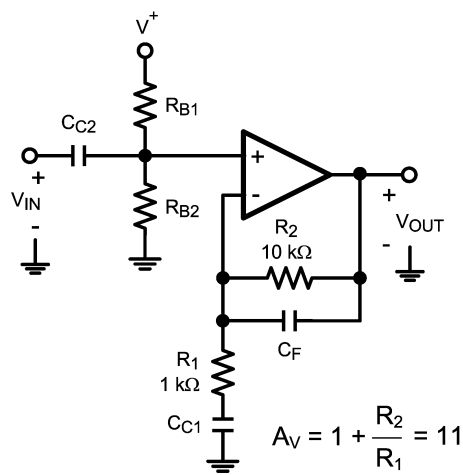 V+
RB1
CC2
+
VIN
-
RB2
+
-
+
VOUT
-
R2
10 kΩ
CF
R1
1 kΩ
CC1
AV = 1 + R2/R1 = 11